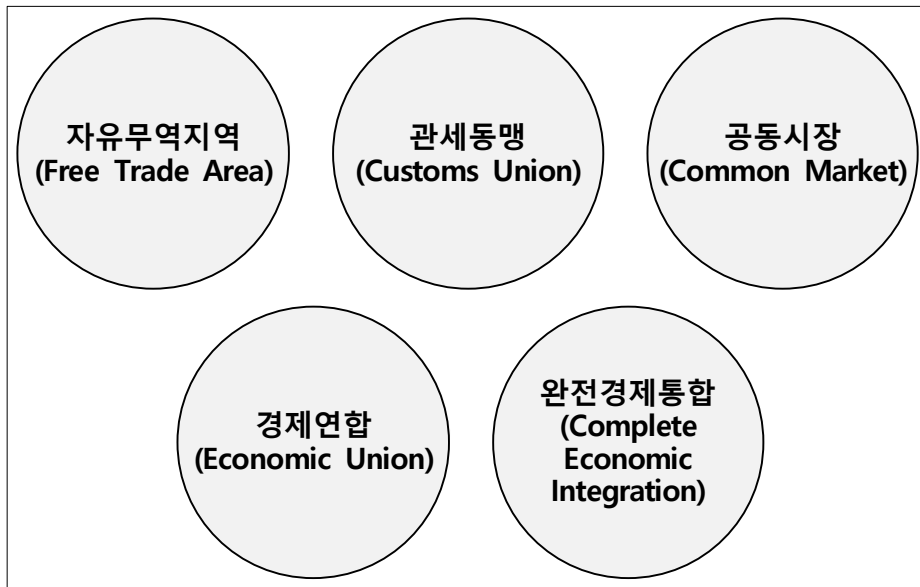 자유무역지역
(Free Trade Area)
관세동맹
(Customs Union)
공동시장
(Common Market)
경제연합
(Economic Union)
완전경제통합
(Complete
Economic
Integration)